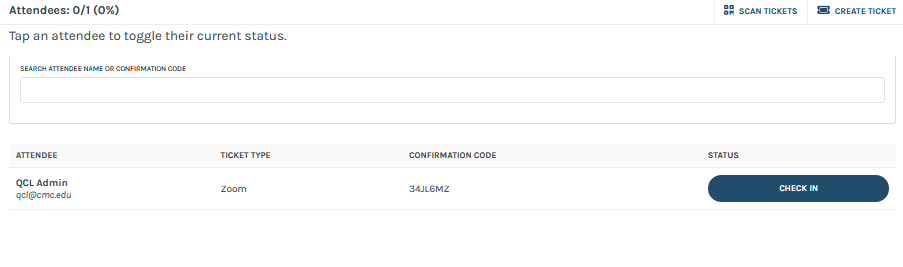 Attendees: 0/1 (0%)
SCAN TICKETS
CREATE TICKET
Tap an attendee to toggle their current status.
SEARCH ATTENDEE NAME OR CONFIRMATION CODE
ATTENDEE TICKET TYPE CONFIRMATION CODE STATUS
QCL Admin
qcl@cmc.edu
Zoom
34JL6MZ
CHECK IN